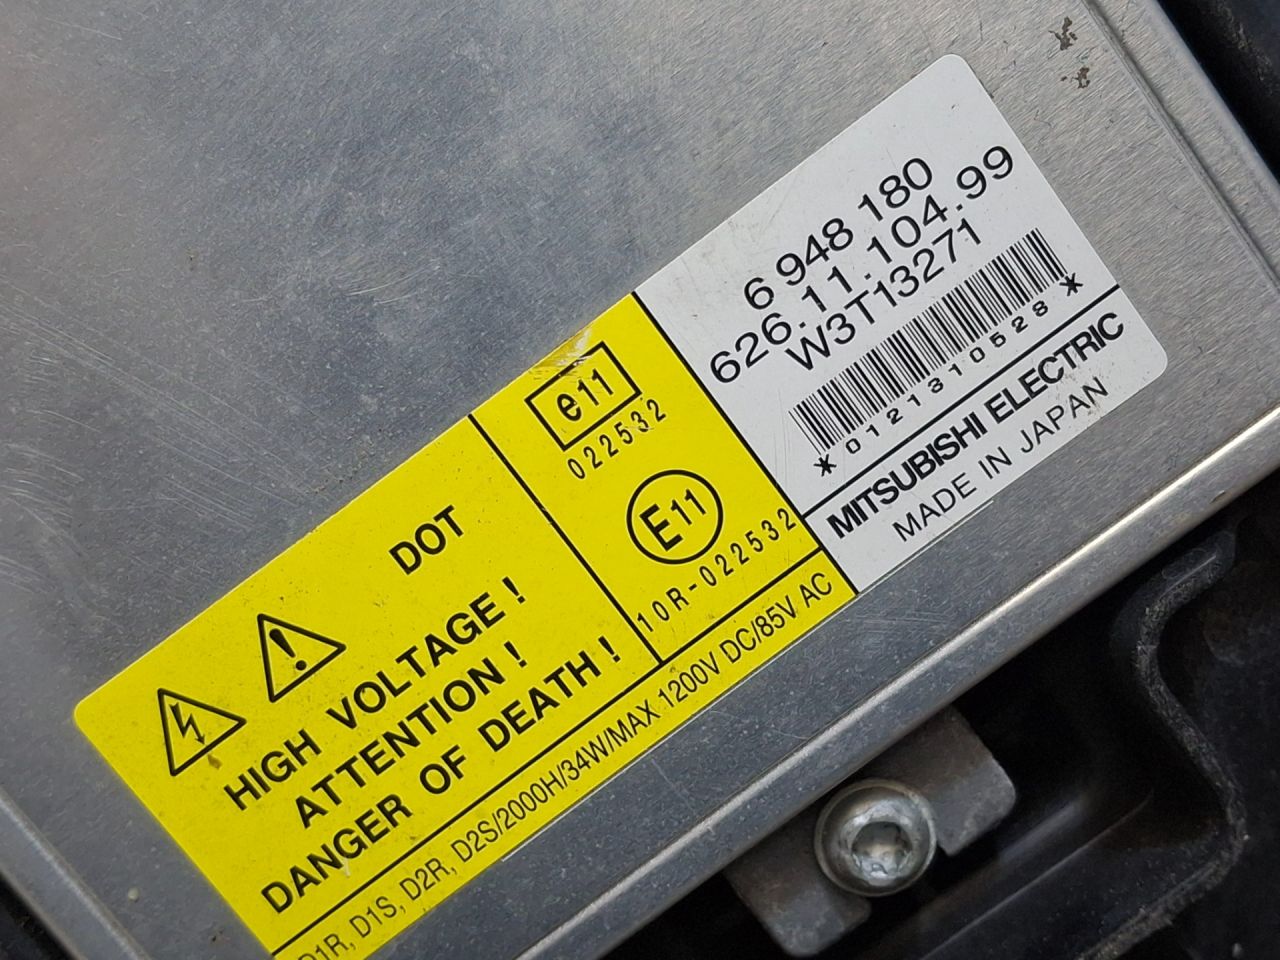 6 948 180
626.11.104.99
W3T13271
*0121310528*
MITSUBISHI ELECTRIC
MADE IN JAPAN
e11
022532
E11
10R-022532
DOT
HIGH VOLTAGE !
ATTENTION !
DANGER OF DEATH !
D1R, D1S, D2R, D2S/2000H/34W/MAX 1200V DC/85V AC